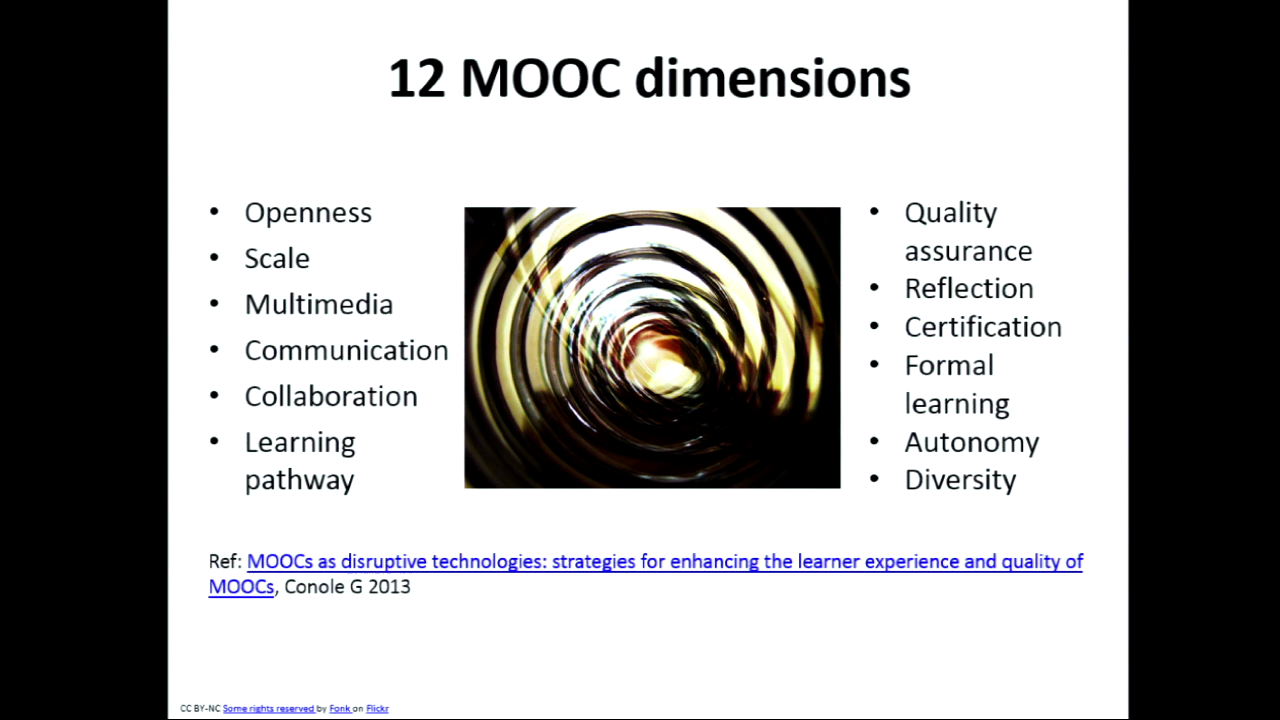 12 MOOC dimensions
• Openness
• Scale
• Multimedia
• Communication
• Collaboration
• Learning
pathway
• Quality
assurance
• Reflection
• Certification
• Formal
learning
• Autonomy
• Diversity
Ref: MOOCs as disruptive technologies: strategies for enhancing the learner experience and quality of
MOOCs, Conole G 2013
CC BY-NC Some rights reserved by Fonk on Flickr